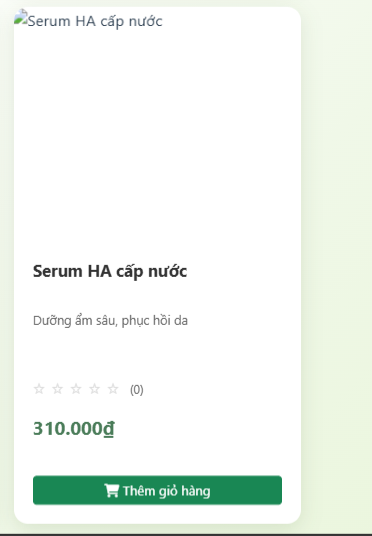 Serum HA cấp nước
Serum HA cấp nước
Dưỡng ẩm sâu, phục hồi da
☆ ☆ ☆ ☆ ☆ (0)
310.000₫
Thêm giỏ hàng